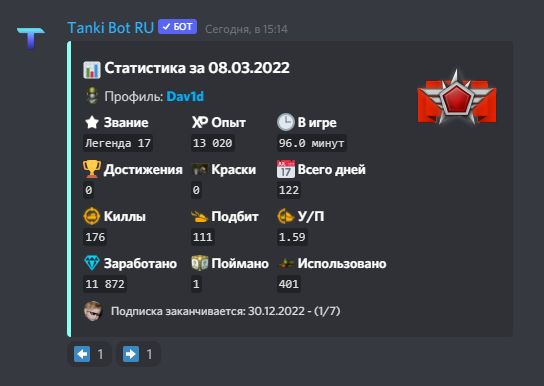 Tanki Bot RU ✓ БОТ Сегодня, в 15:14
Статистика за 08.03.2022
Профиль: Dav1d
Звание XP Опыт В игре
Легенда 17 13 020 96.0 минут
Достижения Краски Всего дней
0 0 122
Киллы Подбит У/П
176 111 1.59
Заработано Поймано Использовано
11 872 1 401
Подписка заканчивается: 30.12.2022 - (1/7)
1 1